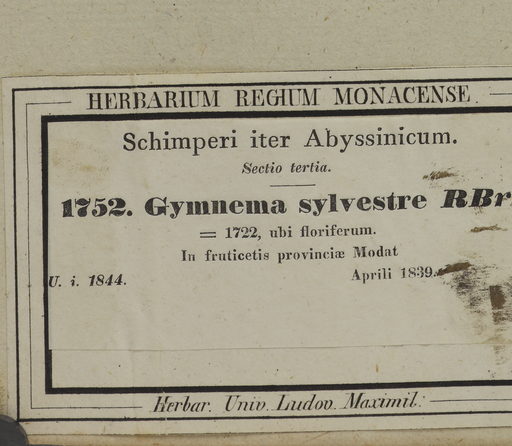 HERBARIUM REGIUM MONACENSE
Schimperi iter Abyssinicum.
Sectio tertia.
1752. Gymnema sylvestre RBr.
= 1722, ubi floriferum.
In fruticetis provinciæ Modat
U. i. 1844. Aprili 1839.
Herbar. Univ. Ludov. Maximil.